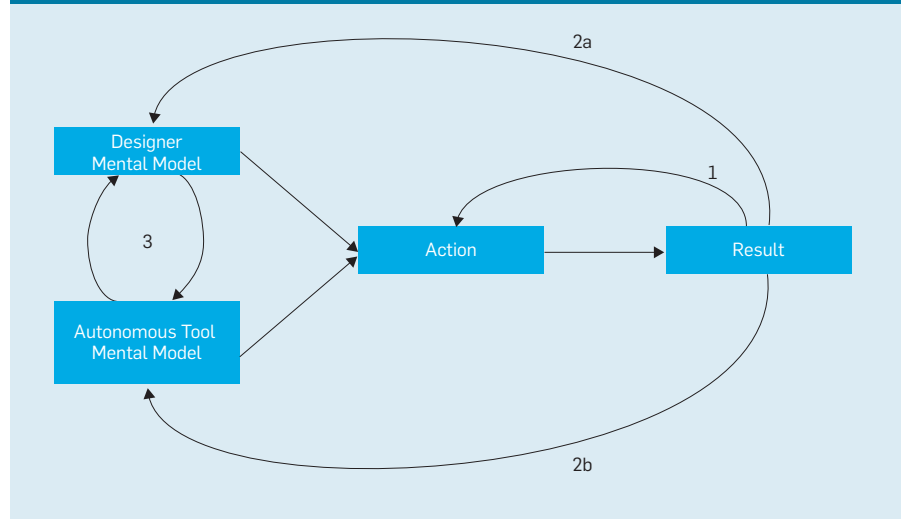 2a
Designer
Mental Model
1
3
Action
Result
Autonomous Tool
Mental Model
2b